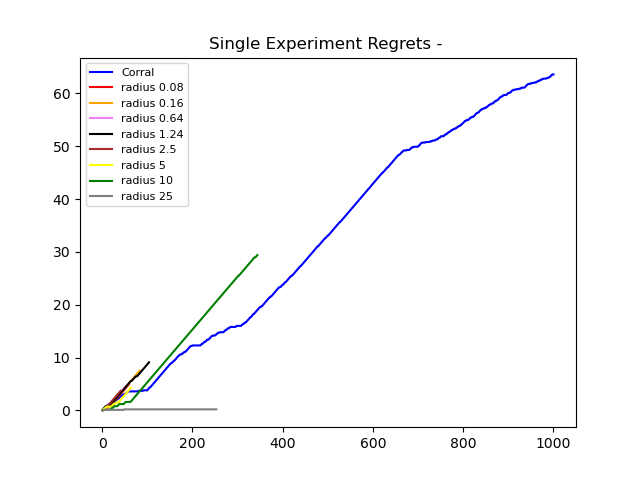 Single Experiment Regrets -
Corral
radius 0.08
radius 0.16
radius 0.64
radius 1.24
radius 2.5
radius 5
radius 10
radius 25
60
50
40
30
20
10
0
0 200 400 600 800 1000